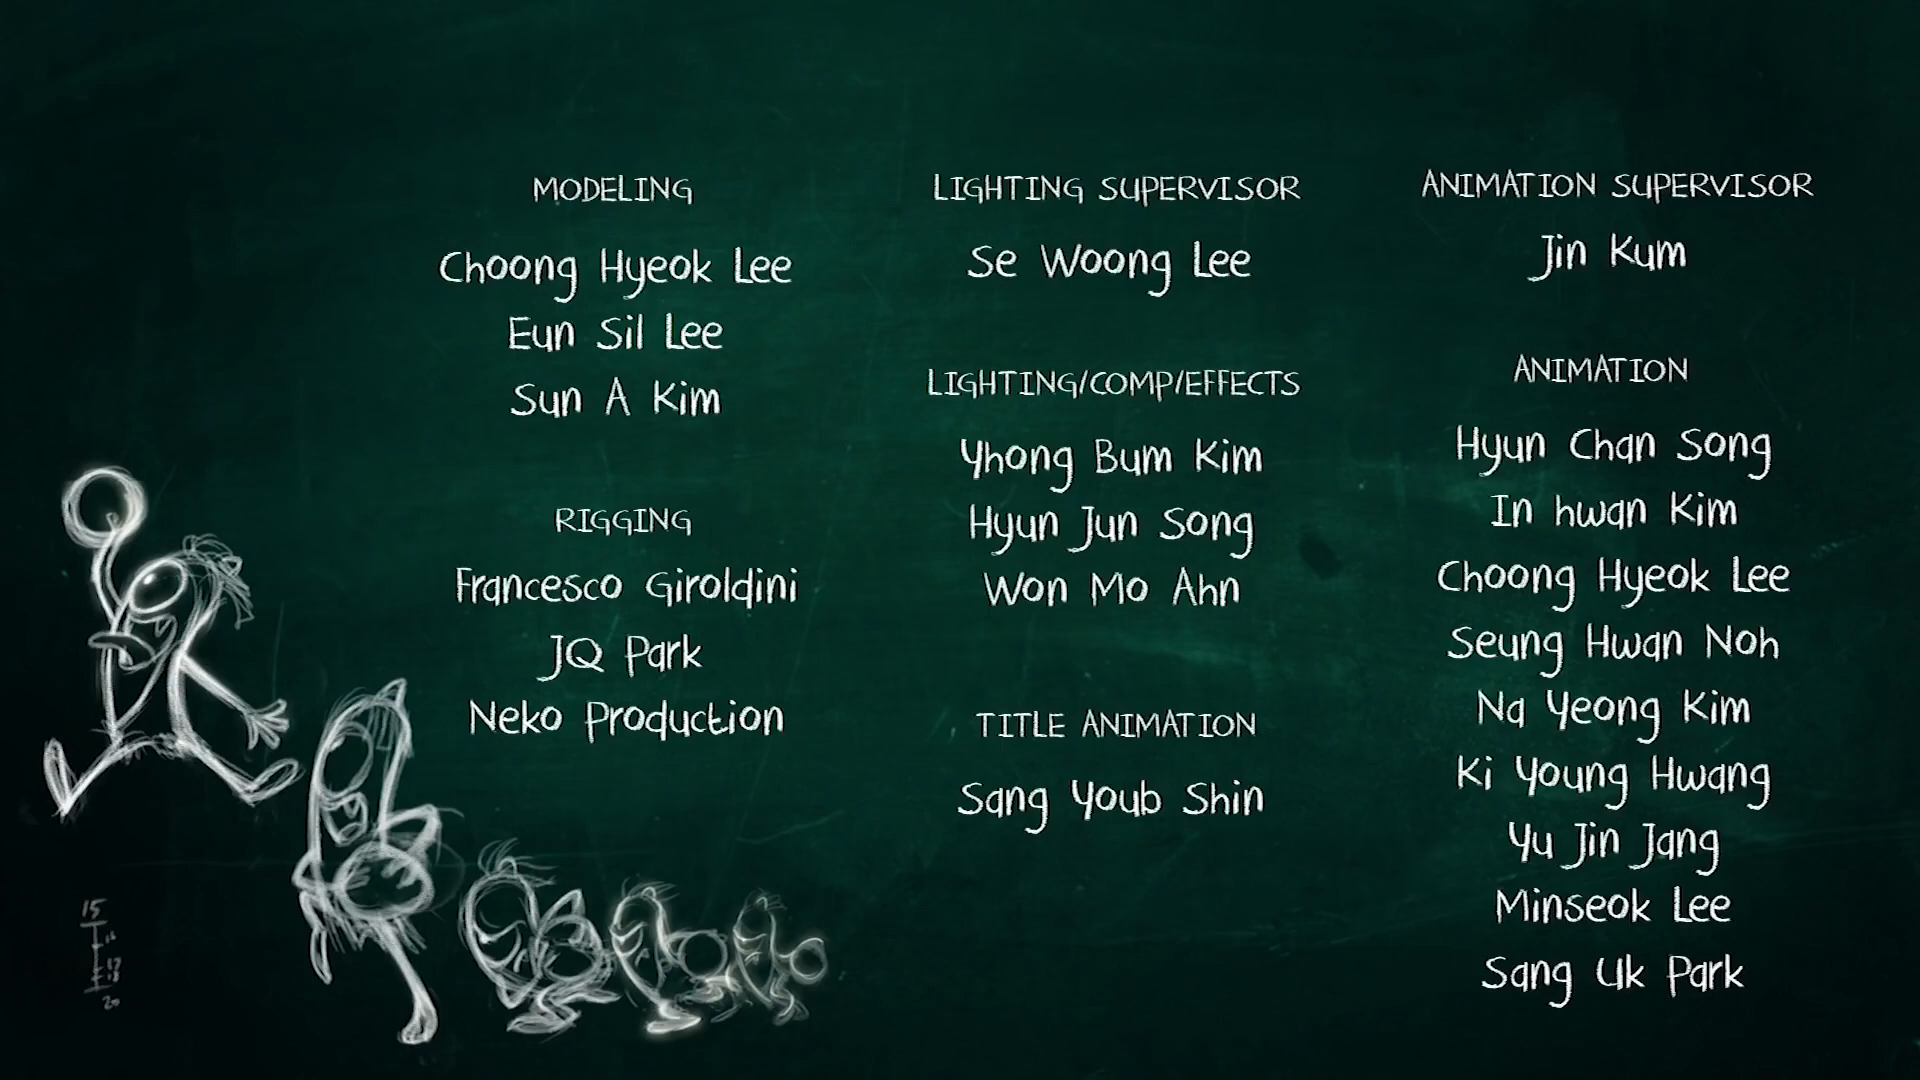 MODELING
Choong Hyeok Lee
Eun Sil Lee
Sun A Kim
RIGGING
Francesco Giroldini
JQ Park
Neko Production
LIGHTING SUPERVISOR
Se Woong Lee
LIGHTING/COMP/EFFECTS
Yhong Bum Kim
Hyun Jun Song
Won Mo Ahn
TITLE ANIMATION
Sang Youb Shin
ANIMATION SUPERVISOR
Jin Kum
ANIMATION
Hyun Chan Song
In hwan Kim
Choong Hyeok Lee
Seung Hwan Noh
Na Yeong Kim
Ki Young Hwang
Yu Jin Jang
Minseok Lee
Sang Uk Park
15
20